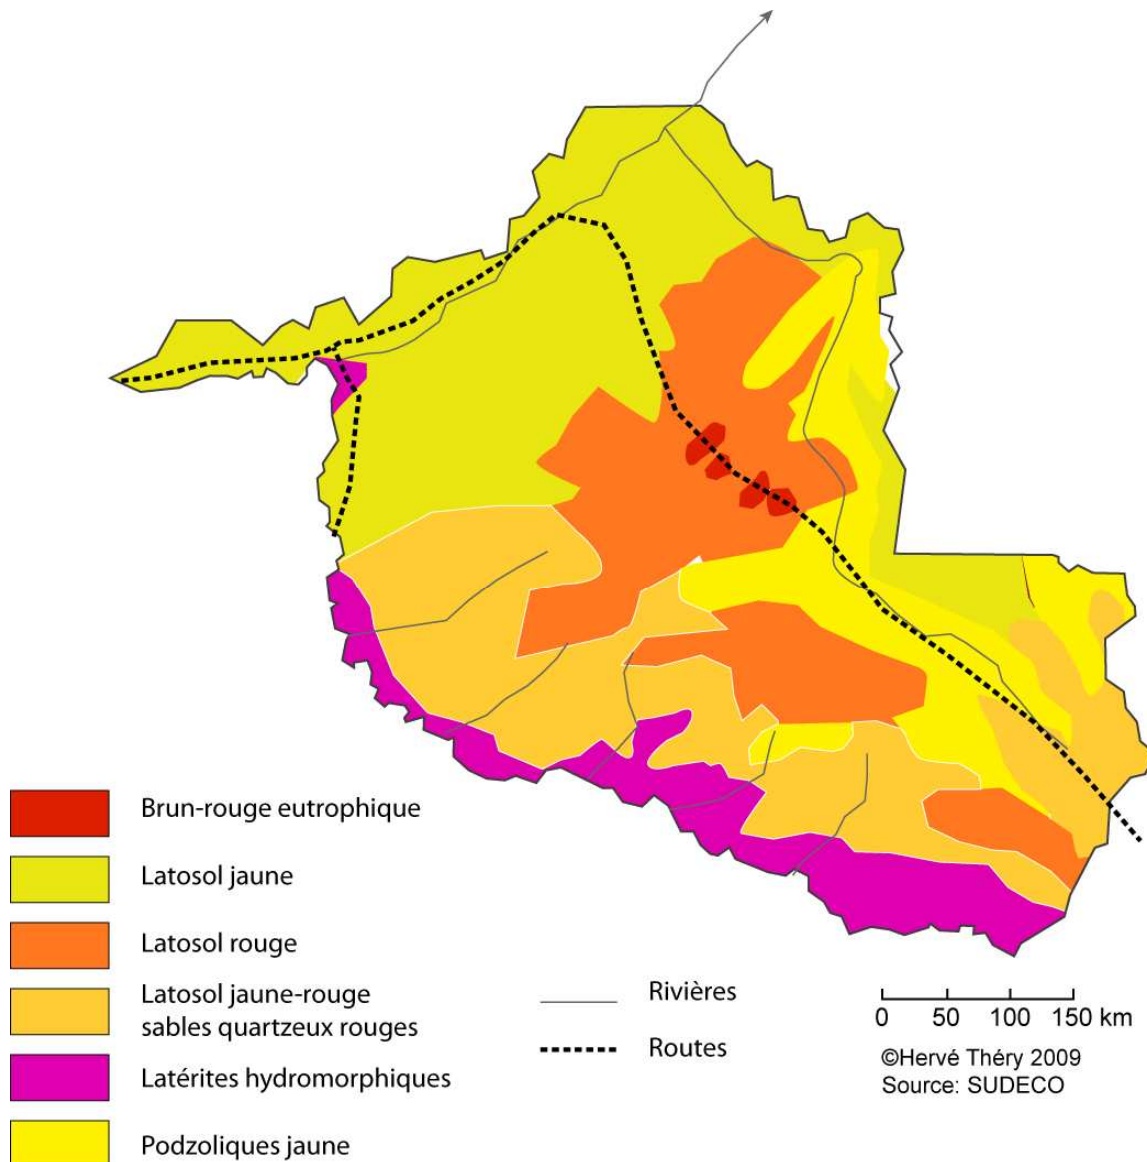 Brun-rouge eutrophique
Latosol jaune
Latosol rouge
Latosol jaune-rouge
sables quartzeux rouges
Latérites hydromorphiques
Podzoliques jaune
Rivières
Routes
0 50 100 150 km
©Hervé Théry 2009
Source: SUDECO